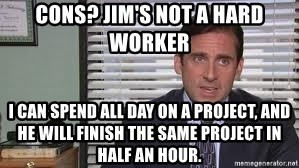 CONS? JIM'S NOT A HARD
WORKER
I CAN SPEND ALL DAY ON A PROJECT, AND
HE WILL FINISH THE SAME PROJECT IN
HALF AN HOUR.
memegenerator.net